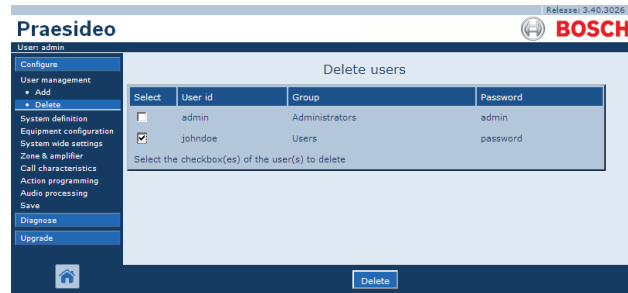 Release: 3.40.3026
Praesideo
BOSCH
User: admin
Configure
User management
• Add
• Delete
System definition
Equipment configuration
System wide settings
Zone & amplifier
Call characteristics
Action programming
Audio processing
Save
Diagnose
Upgrade
Delete users
Select User id Group Password
admin Administrators admin
johndoe Users password
Select the checkbox(es) of the user(s) to delete
Delete